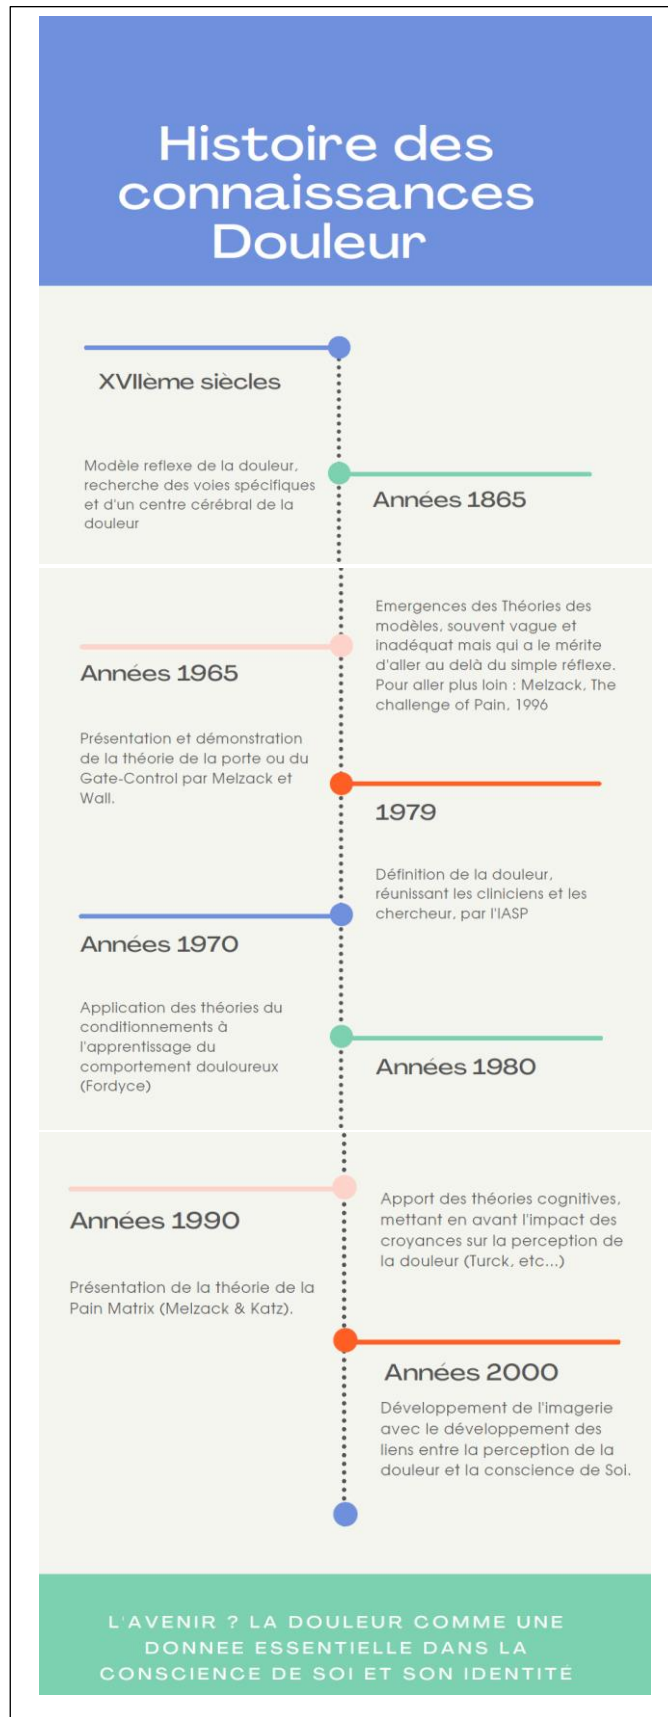 Histoire des
connaissances
Douleur
XVIIème siècles
Modèle reflexe de la douleur,
recherche des voies spécifiques
et d'un centre cérébral de la
douleur
Années 1865
Emergences des Théories des
modèles, souvent vague et
inadéquat mais qui a le mérite
d'aller au delà du simple réflexe.
Pour aller plus loin : Melzack, The
challenge of Pain, 1996
Années 1965
Présentation et démonstration
de la théorie de la porte ou du
Gate-Control par Melzack et
Wall.
1979
Définition de la douleur,
réunissant les cliniciens et les
chercheur, par l'IASP
Années 1970
Application des théories du
conditionnements à
l'apprentissage du
comportement douloureux
(Fordyce)
Années 1980
Apport des théories cognitives,
mettant en avant l'impact des
croyances sur la perception de
la douleur (Turck, etc...)
Années 1990
Présentation de la théorie de la
Pain Matrix (Melzack & Katz).
Années 2000
Développement de l'imagerie
avec le développement des
liens entre la perception de la
douleur et la conscience de Soi.
L'AVENIR ? LA DOULEUR COMME UNE
DONNEE ESSENTIELLE DANS LA
CONSCIENCE DE SOI ET SON IDENTITÉ